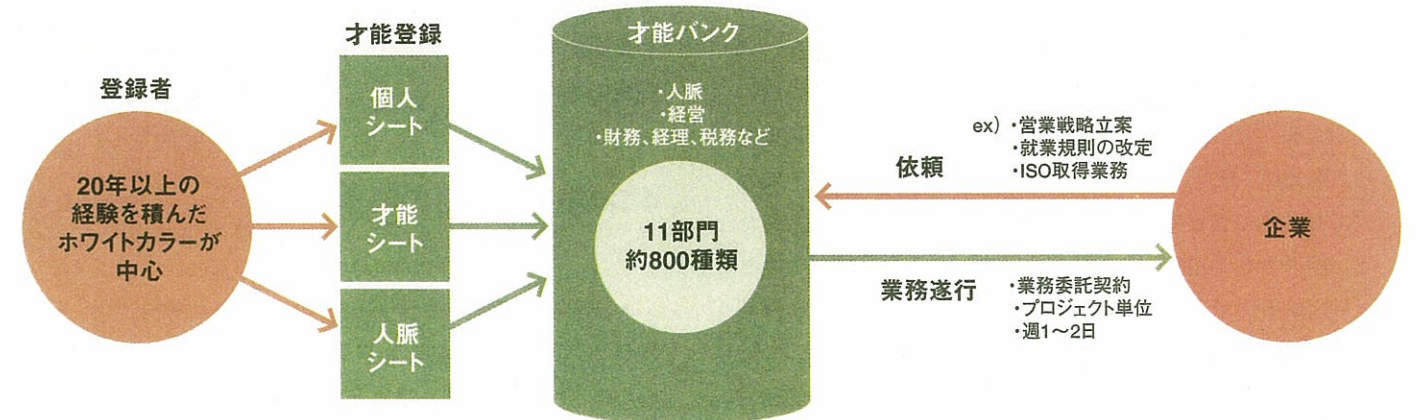 登録者
20年以上の
経験を積んだ
ホワイトカラーが
中心
才能登録
個人
シート
才能
シート
人脈
シート
才能バンク
・人脈
・経営
・財務、経理、税務など
11部門
約800種類
依頼
ex) ・営業戦略立案
・就業規則の改定
・ISO取得業務
業務遂行
・業務委託契約
・プロジェクト単位
・週1〜2日
企業